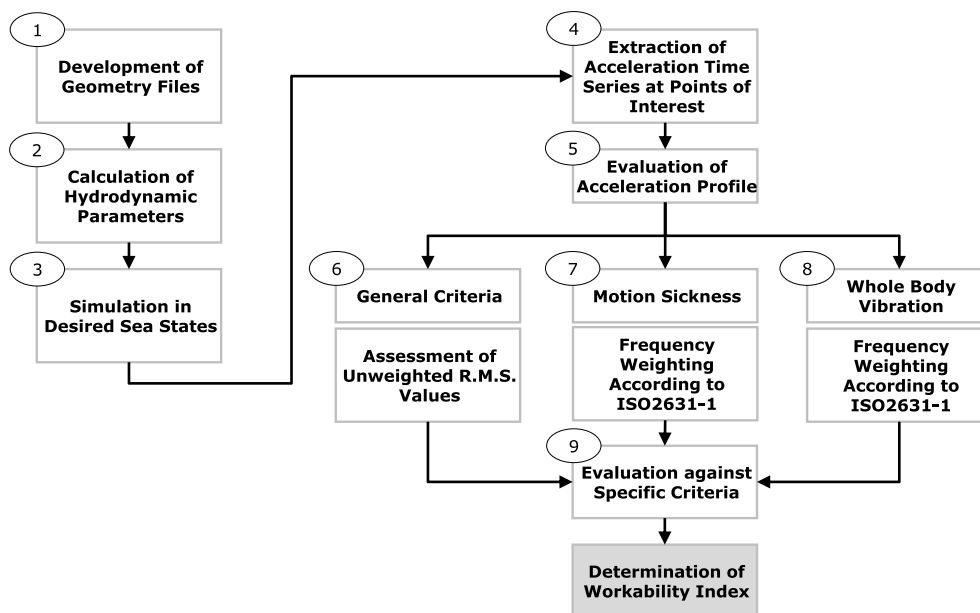 1
Development of
Geometry Files
2
Calculation of
Hydrodynamic
Parameters
3
Simulation in
Desired Sea States
4
Extraction of
Acceleration Time
Series at Points of
Interest
5
Evaluation of
Acceleration Profile
6
General Criteria
Assessment of
Unweighted R.M.S.
Values
7
Motion Sickness
Frequency
Weighting
According to
ISO2631-1
8
Whole Body
Vibration
Frequency
Weighting
According to
ISO2631-1
9
Evaluation against
Specific Criteria
Determination of
Workability Index